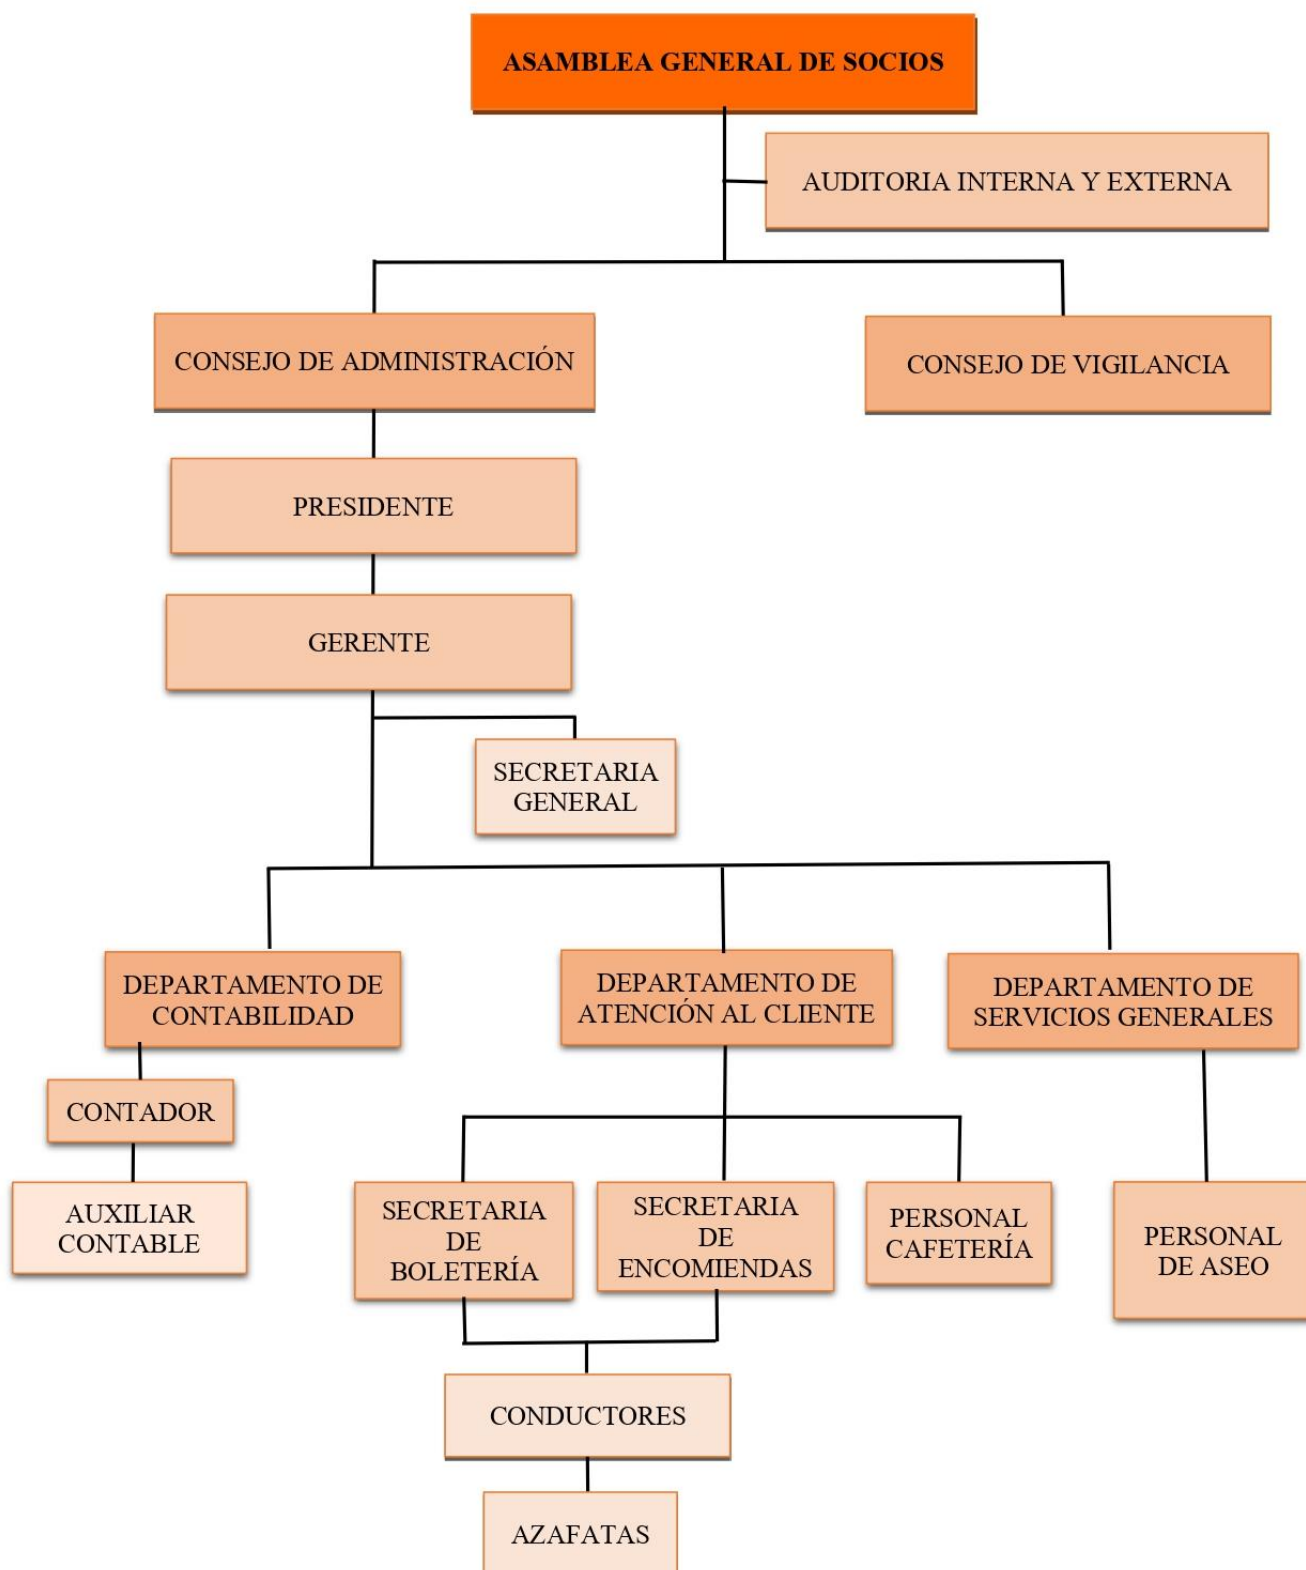 ASAMBLEA GENERAL DE SOCIOS
AUDITORIA INTERNA Y EXTERNA
CONSEJO DE ADMINISTRACIÓN
CONSEJO DE VIGILANCIA
PRESIDENTE
GERENTE
SECRETARIA
GENERAL
DEPARTAMENTO DE
CONTABILIDAD
DEPARTAMENTO DE
ATENCIÓN AL CLIENTE
DEPARTAMENTO DE
SERVICIOS GENERALES
CONTADOR
AUXILIAR
CONTABLE
SECRETARIA
DE
BOLETERÍA
SECRETARIA
DE
ENCOMIENDAS
PERSONAL
CAFETERÍA
PERSONAL
DE ASEO
CONDUCTORES
AZAFATAS